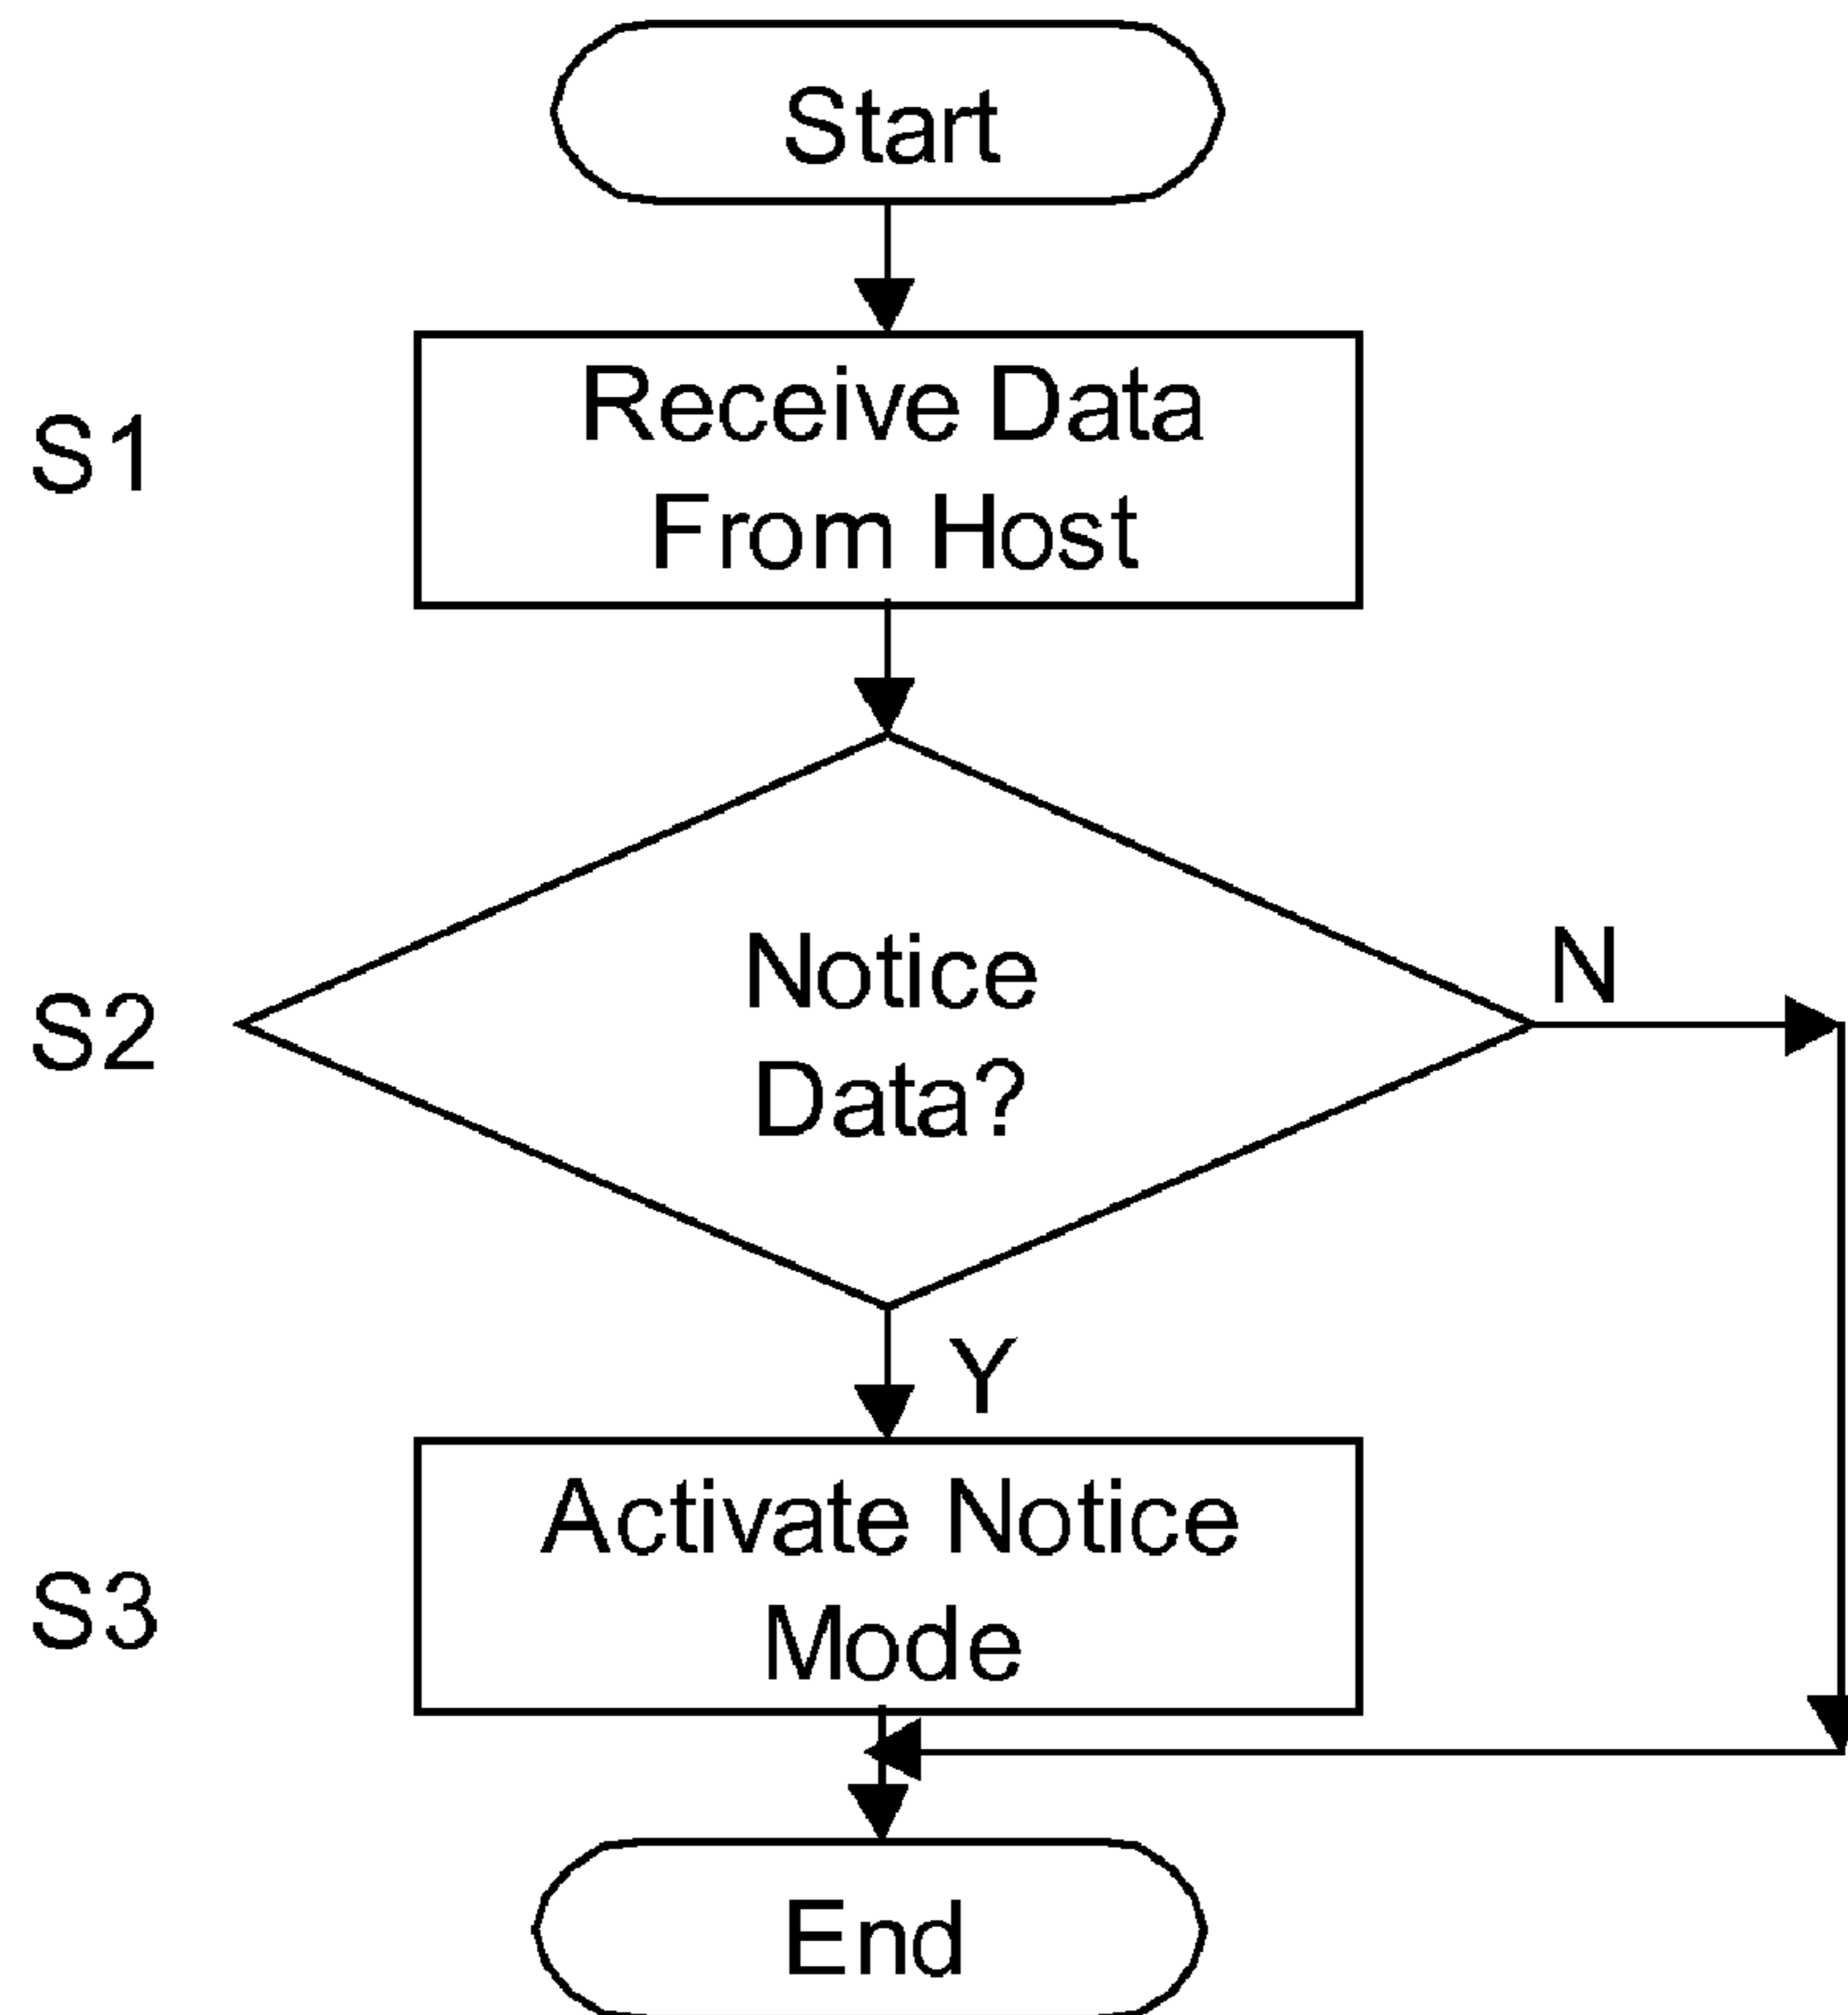 Start
S1
Receive Data
From Host
S2
Notice
Data?
N
Y
S3
Activate Notice
Mode
End